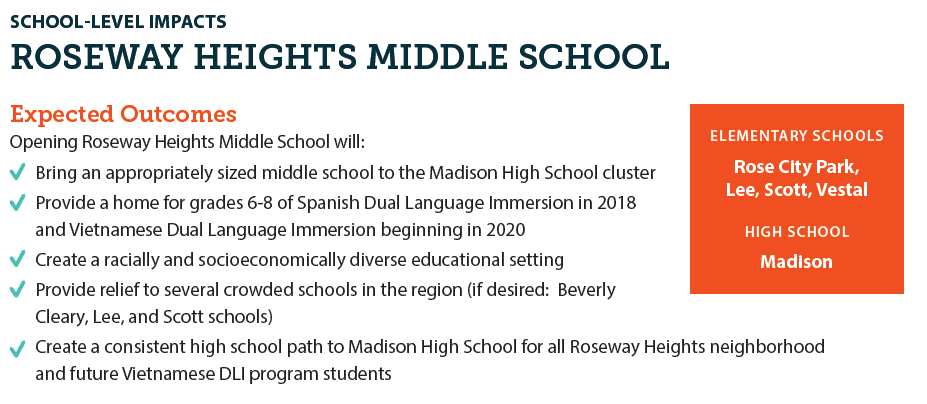 SCHOOL-LEVEL IMPACTS
ROSEWAY HEIGHTS MIDDLE SCHOOL
Expected Outcomes
Opening Roseway Heights Middle School will:
Bring an appropriately sized middle school to the Madison High School cluster
Provide a home for grades 6-8 of Spanish Dual Language Immersion in 2018
and Vietnamese Dual Language Immersion beginning in 2020
Create a racially and socioeconomically diverse educational setting
Provide relief to several crowded schools in the region (if desired:  Beverly
Cleary, Lee, and Scott schools)
Create a consistent high school path to Madison High School for all Roseway Heights neighborhood
and future Vietnamese DLI program students
ELEMENTARY SCHOOLS
Rose City Park,
Lee, Scott, Vestal
HIGH SCHOOL
Madison